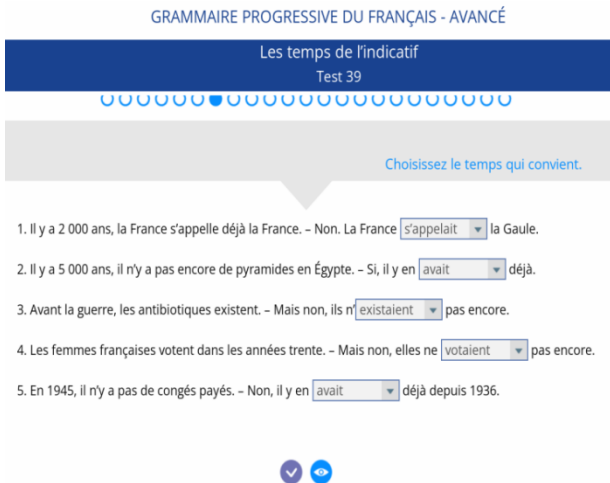 GRAMMAIRE PROGRESSIVE DU FRANÇAIS - AVANCÉ
Les temps de l'indicatif
Test 39
Choisissez le temps qui convient.
1. Il y a 2 000 ans, la France s'appelle déjà la France. – Non. La France s'appelait la Gaule.
2. Il y a 5 000 ans, il n'y a pas encore de pyramides en Égypte. – Si, il y en avait déjà.
3. Avant la guerre, les antibiotiques existent. – Mais non, ils n' existaient pas encore.
4. Les femmes françaises votent dans les années trente. – Mais non, elles ne votaient pas encore.
5. En 1945, il n'y a pas de congés payés. – Non, il y en avait déjà depuis 1936.